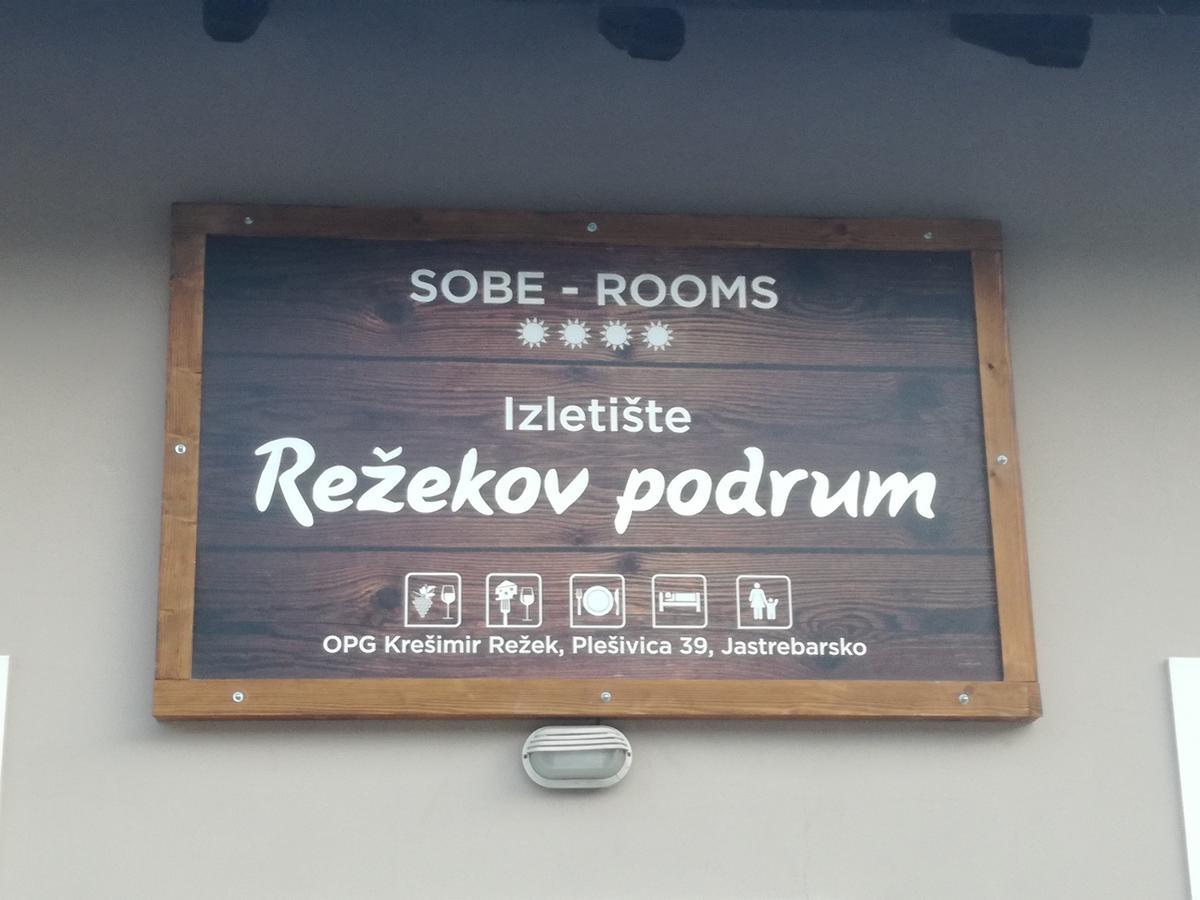 SOBE - ROOMS
Izletište
Režekov podrum
OPG Krešimir Režek, Plešivica 39, Jastrebarsko